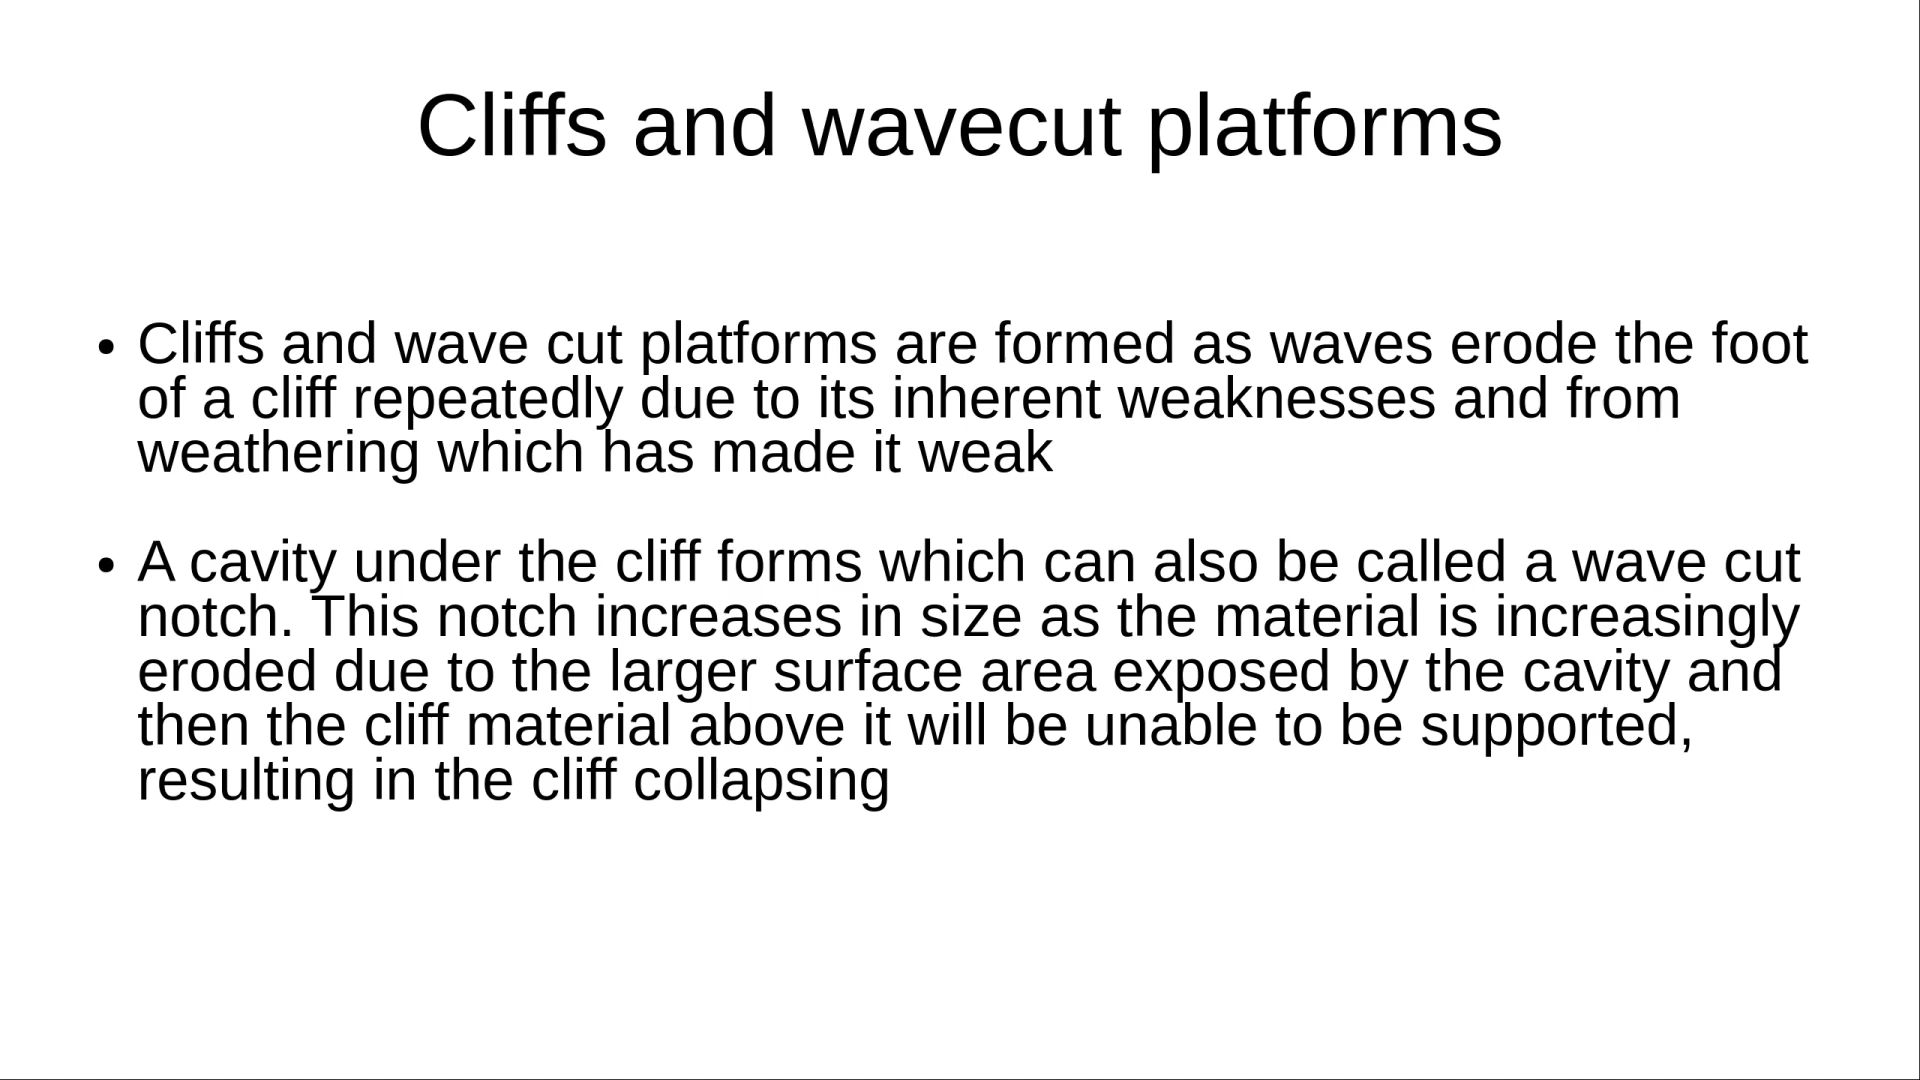 Cliffs and wavecut platforms
• Cliffs and wave cut platforms are formed as waves erode the foot
of a cliff repeatedly due to its inherent weaknesses and from
weathering which has made it weak
• A cavity under the cliff forms which can also be called a wave cut
notch. This notch increases in size as the material is increasingly
eroded due to the larger surface area exposed by the cavity and
then the cliff material above it will be unable to be supported,
resulting in the cliff collapsing